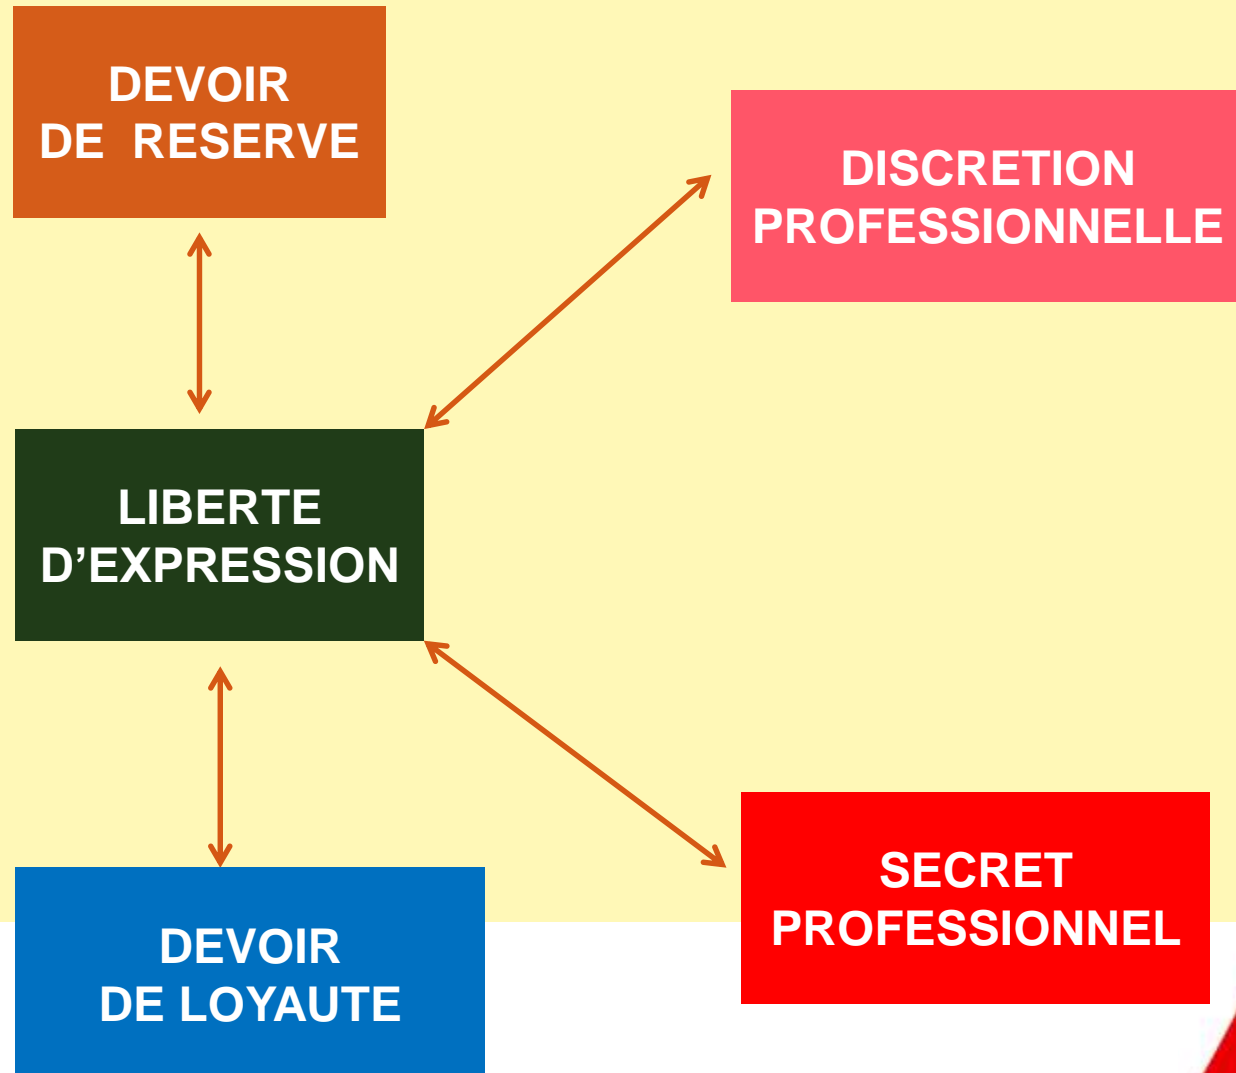 DEVOIR
DE RESERVE
DISCRETION
PROFESSIONNELLE
LIBERTE
D’EXPRESSION
SECRET
PROFESSIONNEL
DEVOIR
DE LOYAUTE